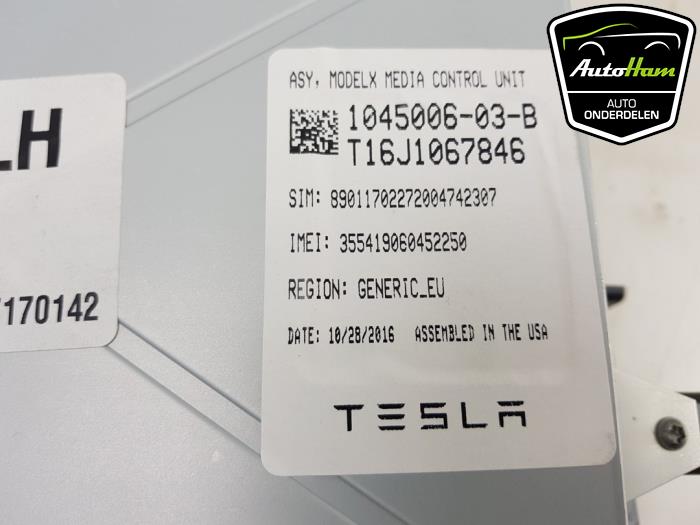 ASY, MODELX MEDIA CONTROL UNIT
1045006-03-B
T16J1067846
SIM: 89011702272004742307
IMEI: 355419060452250
REGION: GENERIC_EU
DATE: 10/28/2016 ASSEMBLED IN THE USA
TESLA
LH
170142
AutoHam
AUTO
ONDERDELEN